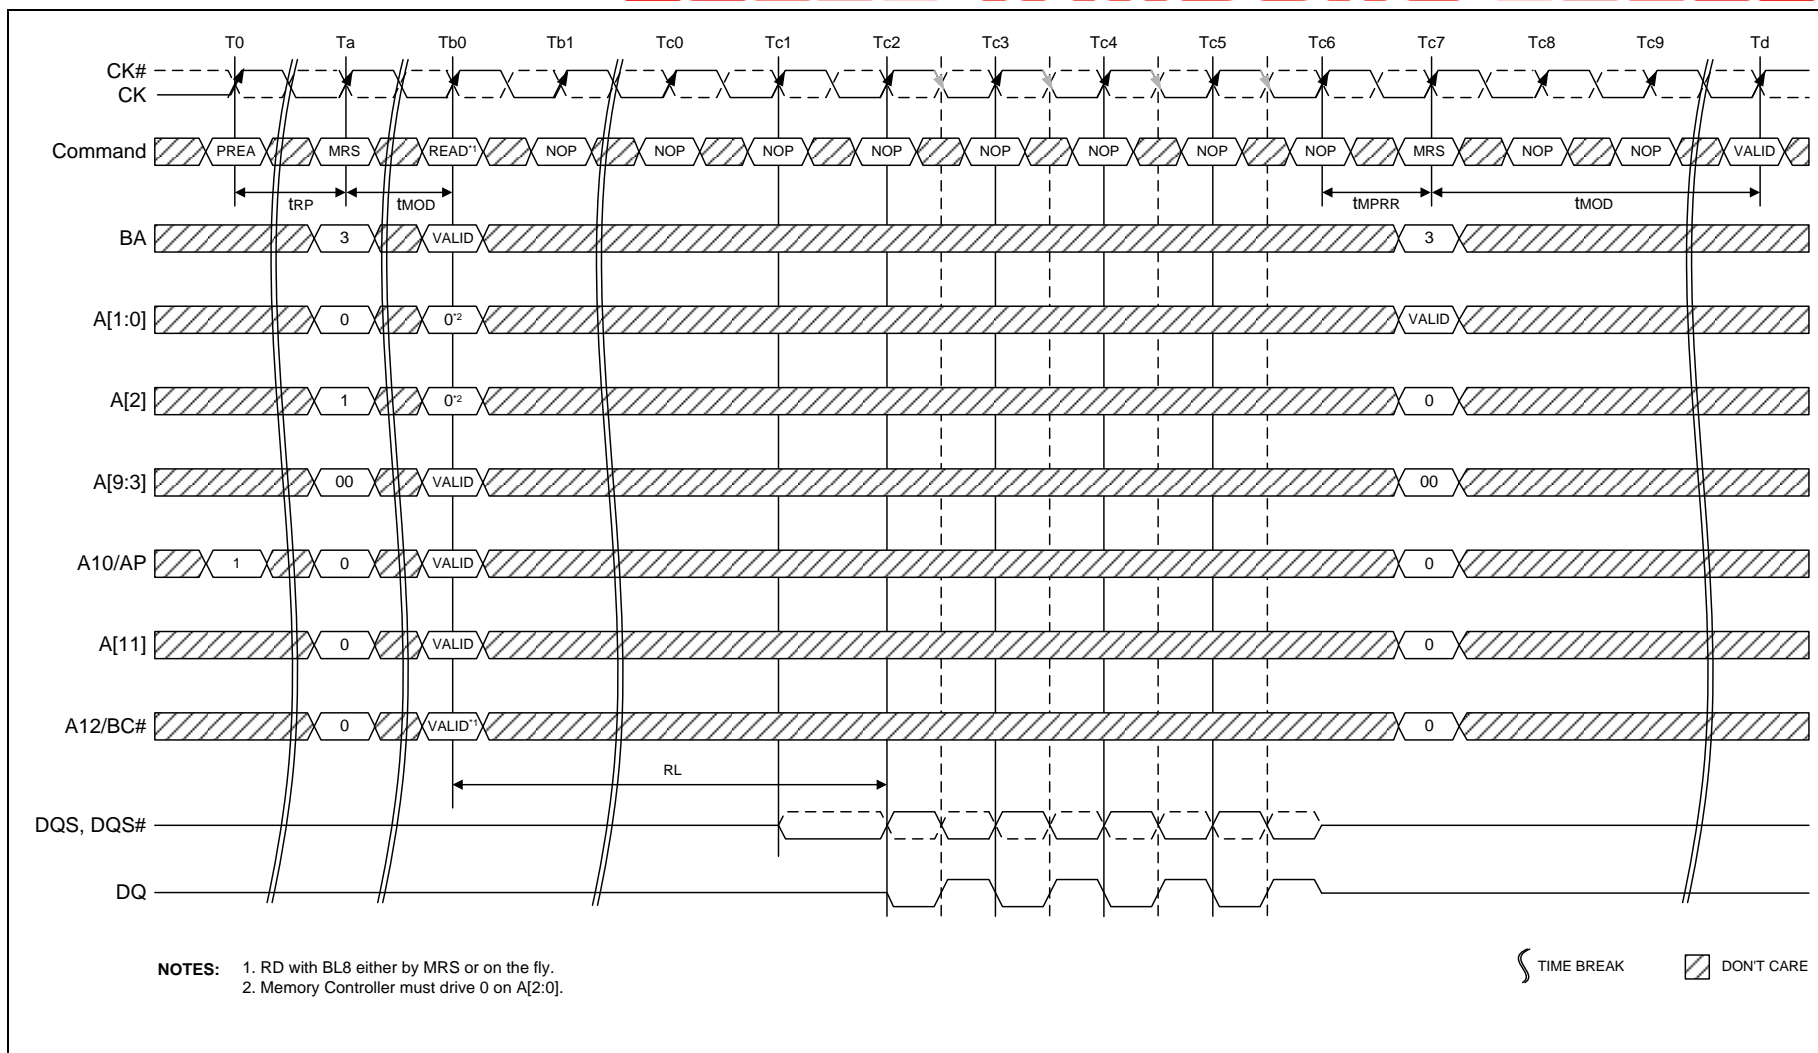 T0 Ta Tb0 Tb1 Tc0 Tc1 Tc2 Tc3 Tc4 Tc5 Tc6 Tc7 Tc8 Tc9 Td
CK#
CK
Command PREA MRS READ*1 NOP NOP NOP NOP NOP NOP NOP NOP MRS NOP NOP VALID
tRP tMOD tMPRR tMOD
BA 3 VALID 3
A[1:0] 0 0*2 VALID
A[2] 1 0*2 0
A[9:3] 00 VALID 00
A10/AP 1 0 VALID 0
A[11] 0 VALID 0
A12/BC# 0 VALID*1 0
RL
DQS, DQS#
DQ
NOTES: 1. RD with BL8 either by MRS or on the fly.
2. Memory Controller must drive 0 on A[2:0].
TIME BREAK DON'T CARE